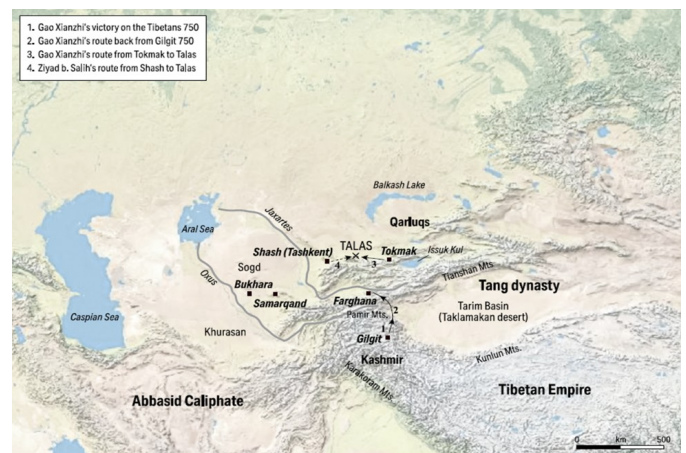 1. Gao Xianzhi's victory on the Tibetans 750
2. Gao Xianzhi's route back from Gilgit 750
3. Gao Xianzhi's route from Tokmak to Talas
4. Ziyad b. Salih's route from Shash to Talas
Balkash Lake
Qarluqs
Aral Sea
Jaxartes
TALAS
Shash (Tashkent)
Tokmak
Issuk Kul
4
3
Tianshan Mts.
Oxus
Sogd
Bukhara
Samarqand
Farghana
Tang dynasty
Tarim Basin
(Taklamakan desert)
Caspian Sea
Khurasan
Pamir Mts.
2
1
Gilgit
Kashmir
Kunlun Mts.
Karakoram Mts.
Abbasid Caliphate
Tibetan Empire
0 km 500